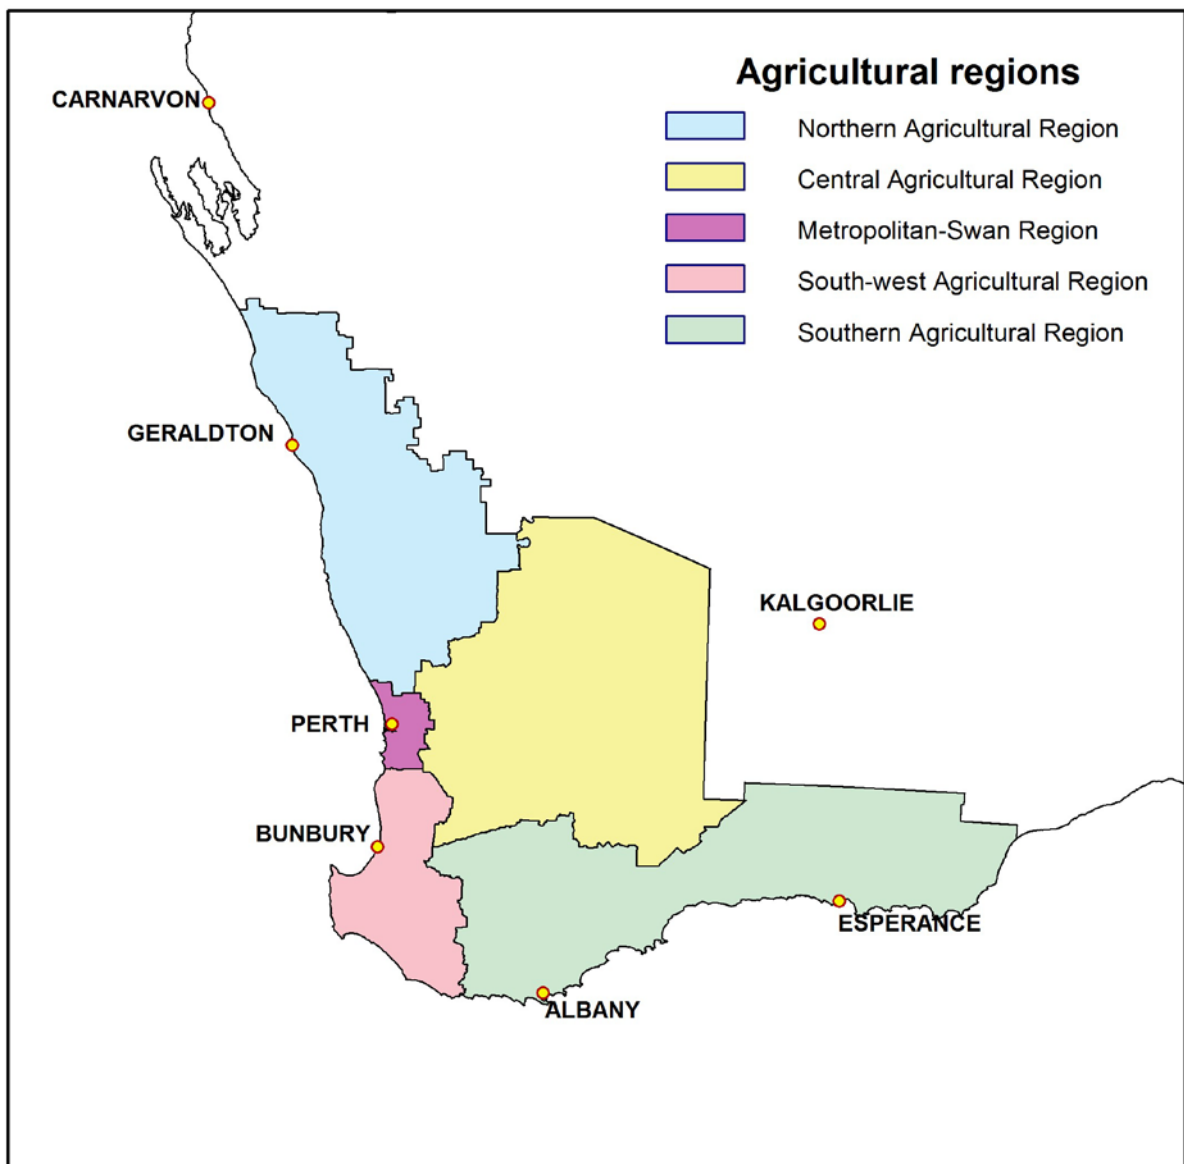 Agricultural regions
CARNARVON
Northern Agricultural Region
Central Agricultural Region
Metropolitan-Swan Region
South-west Agricultural Region
Southern Agricultural Region
GERALDTON
KALGOORLIE
PERTH
BUNBURY
ESPERANCE
ALBANY